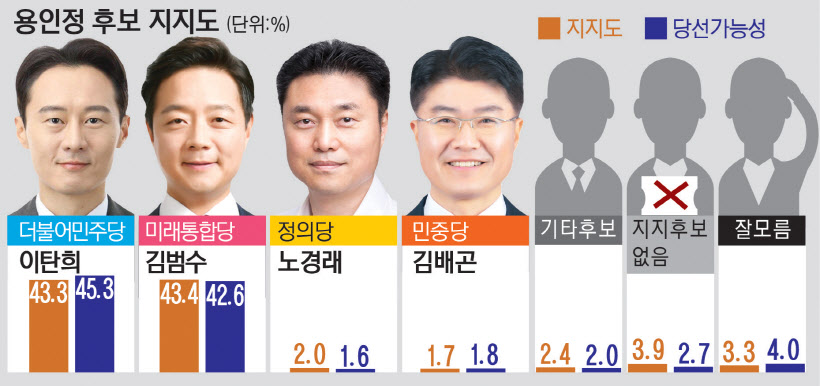 용인정 후보 지지도 (단위:%)
지지도 당선가능성
더불어민주당 미래통합당 정의당 민중당 기타후보 지지후보 없음 잘모름
이탄희 김범수 노경래 김배곤
43.3 45.3 43.4 42.6 2.0 1.6 1.7 1.8 2.4 2.0 3.9 2.7 3.3 4.0